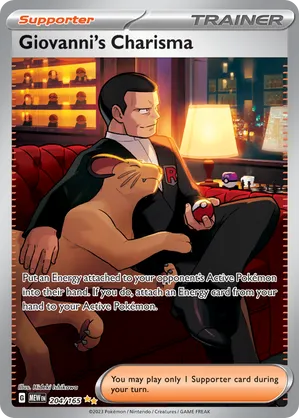 Supporter
TRAINER
Giovanni's Charisma
R
Put an Energy attached to your opponent's Active Pokémon
into their hand. If you do, attach an Energy card from your
hand to your Active Pokémon.
Illus. Hideki Ishikawa
G MEW EN 204/165
You may play only 1 Supporter card during
your turn.
©2023 Pokémon / Nintendo / Creatures / GAME FREAK